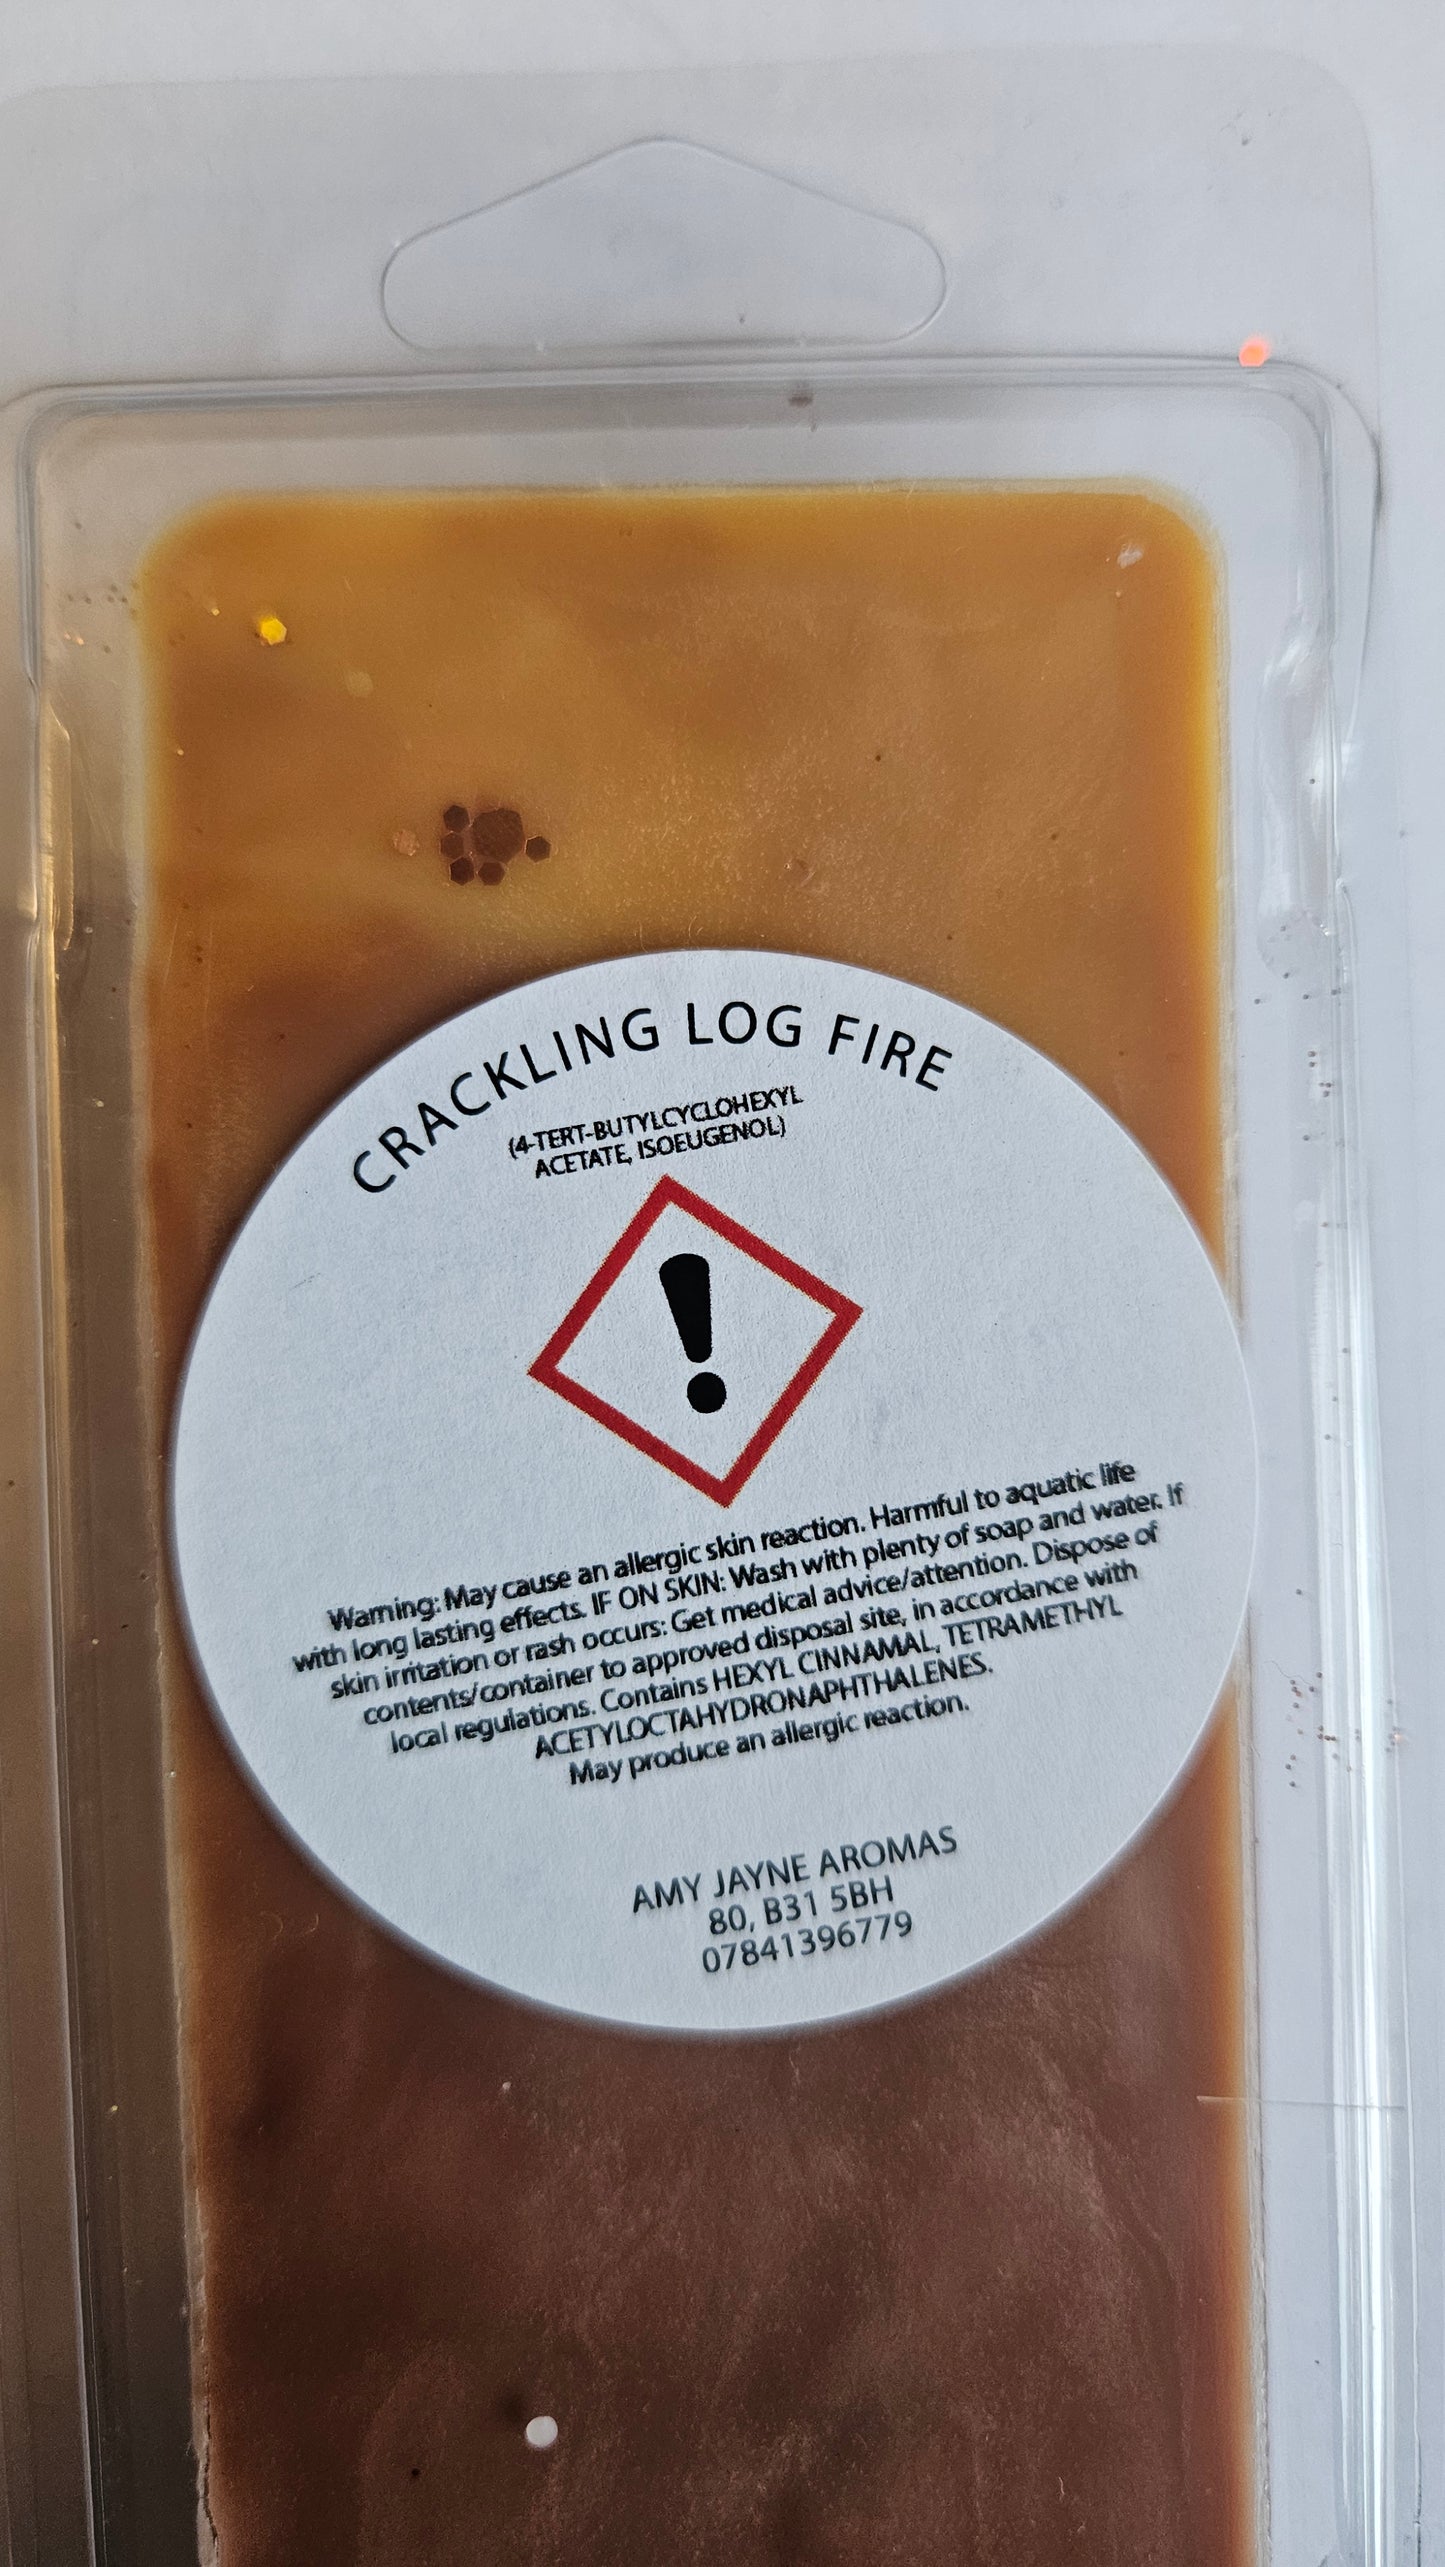 CRACKLING LOG FIRE
(4-TERT-BUTYLCYCLOHEXYL
ACETATE, ISOEUGENOL)
Warning: May cause an allergic skin reaction. Harmful to aquatic life
with long lasting effects. IF ON SKIN: Wash with plenty of soap and water. If
skin irritation or rash occurs: Get medical advice/attention. Dispose of
contents/container to approved disposal site, in accordance with
local regulations. Contains HEXYL CINNAMAL, TETRAMETHYL
ACETYLOCTAHYDRONAPHTHALENES.
May produce an allergic reaction.
AMY JAYNE AROMAS
80, B31 5BH
07841396779